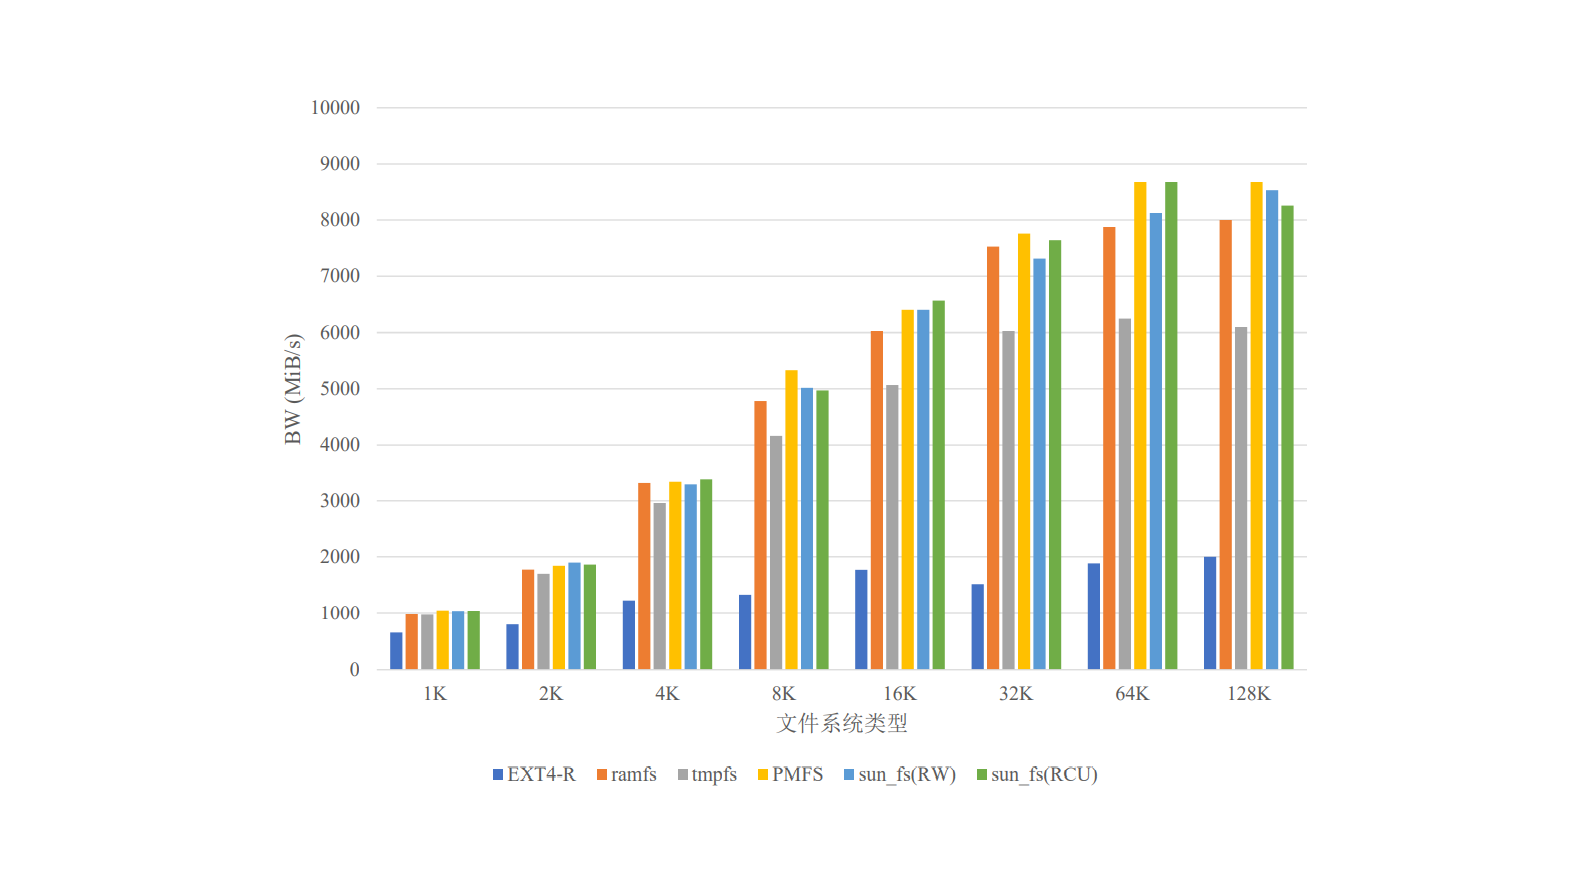 10000
9000
8000
7000
6000
5000
4000
3000
2000
1000
0
BW (MiB/s)
1K 2K 4K 8K 16K 32K 64K 128K
文件系统类型
EXT4-R ramfs tmpfs PMFS sun_fs(RW) sun_fs(RCU)